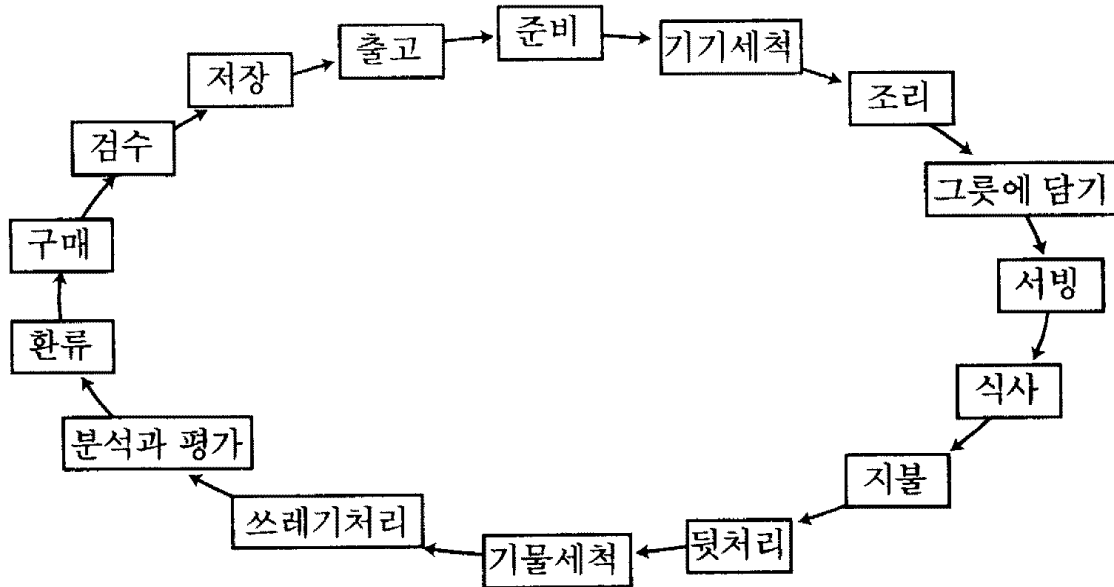 준비
기기세척
조리
그릇에 담기
서빙
식사
지불
뒷처리
기물세척
쓰레기처리
분석과 평가
환류
구매
검수
저장
출고